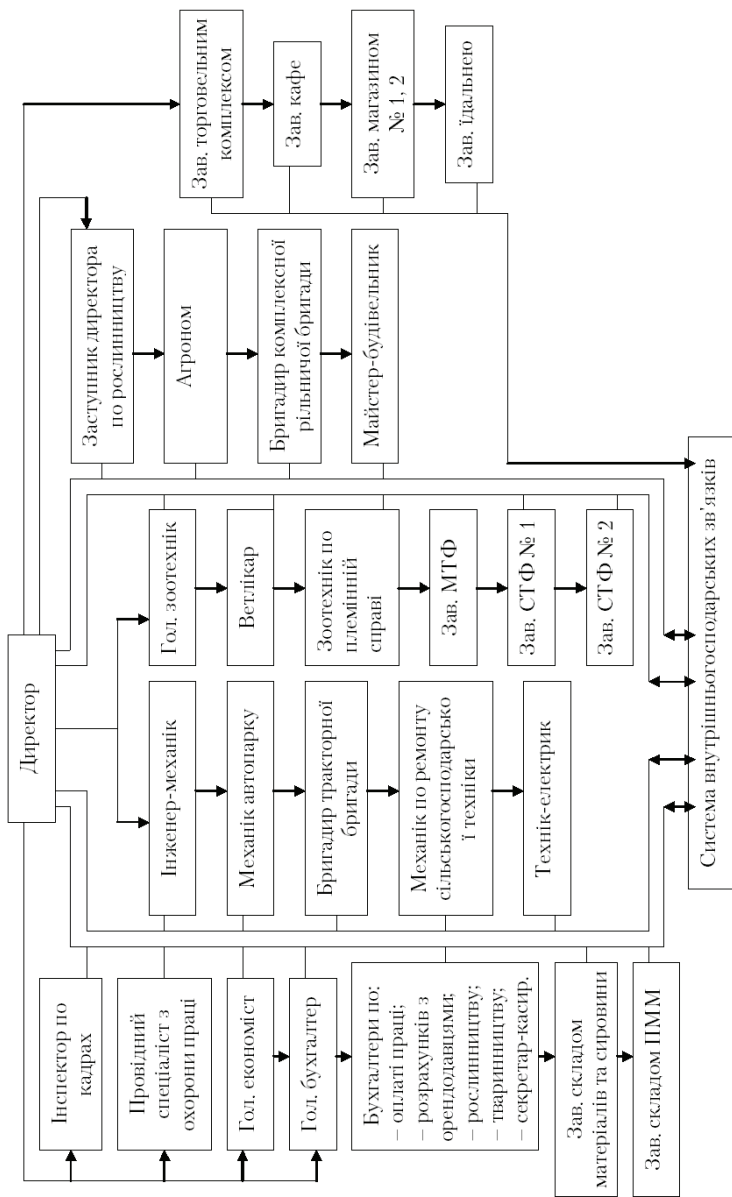 Директор
Інспектор по
кадрах
Провідний
спеціаліст з
охорони праці
Гол. економіст
Гол. бухгалтер
Бухгалтери по:
– оплаті праці;
– розрахунків з
орендодавцями;
– рослинництву;
– тваринництву;
– секретар-касир.
Зав. складом
матеріалів та сировини
Зав. складом ПММ
Інженер-механік
Механік автопарку
Бригадир тракторної
бригади
Механік по ремонту
сільськогосподарсько
ї техніки
Технік-електрик
Гол. зоотехнік
Ветлікар
Зоотехнік по
племінній
справі
Зав. МТФ
Зав. СТФ № 1
Зав. СТФ № 2
Заступник директора
по рослинництву
Агроном
Бригадир комплексної
рільничої бригади
Майстер-будівельник
Зав. торговельним
комплексом
Зав. кафе
Зав. магазином
№ 1, 2
Зав. їдальнею
Система внутрішньогосподарських зв'язків